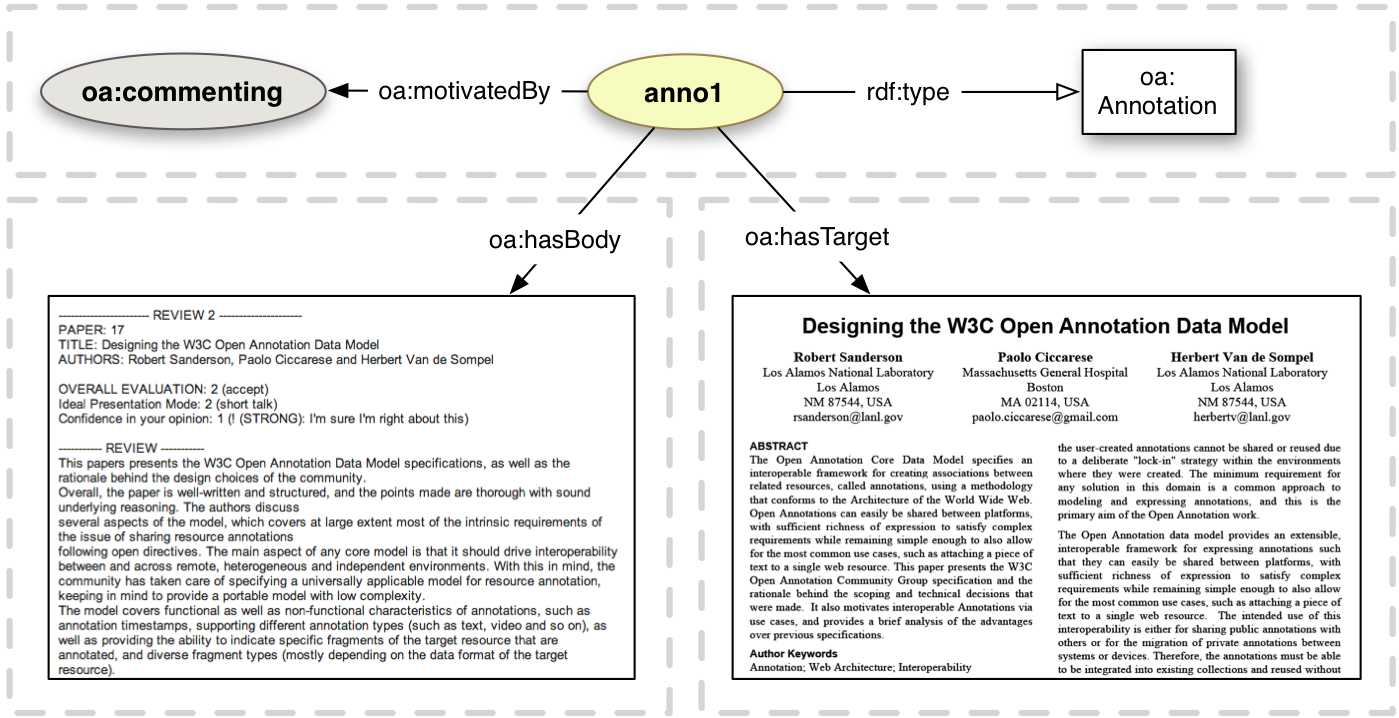 oa:commenting
oa:motivatedBy
anno1
rdf:type
oa:
Annotation
oa:hasBody
oa:hasTarget
----------------------- REVIEW 2 ---------------------
PAPER: 17
TITLE: Designing the W3C Open Annotation Data Model
AUTHORS: Robert Sanderson, Paolo Ciccarese and Herbert Van de Sompel
OVERALL EVALUATION: 2 (accept)
Ideal Presentation Mode: 2 (short talk)
Confidence in your opinion: 1 (! (STRONG): I'm sure I'm right about this)
----------- REVIEW -----------
This papers presents the W3C Open Annotation Data Model specifications, as well as the
rationale behind the design choices of the community.
Overall, the paper is well-written and structured, and the points made are thorough with sound
underlying reasoning. The authors discuss
several aspects of the model, which covers at large extent most of the intrinsic requirements of
the issue of sharing resource annotations
following open directives. The main aspect of any core model is that it should drive interoperability
between and across remote, heterogeneous and independent environments. With this in mind, the
community has taken care of specifying a universally applicable model for resource annotation,
keeping in mind to provide a portable model with low complexity.
The model covers functional as well as non-functional characteristics of annotations, such as
annotation timestamps, supporting different annotation types (such as text, video and so on), as
well as providing the ability to indicate specific fragments of the target resource that are
annotated, and diverse fragment types (mostly depending on the data format of the target
resource).
Designing the W3C Open Annotation Data Model
Robert Sanderson
Los Alamos National Laboratory
Los Alamos
NM 87544, USA
rsanderson@lanl.gov
Paolo Ciccarese
Massachusetts General Hospital
Boston
MA 02114, USA
paolo.ciccarese@gmail.com
Herbert Van de Sompel
Los Alamos National Laboratory
Los Alamos
NM 87544, USA
herbertv@lanl.gov
ABSTRACT
The Open Annotation Core Data Model specifies an
interoperable framework for creating associations between
related resources, called annotations, using a methodology
that conforms to the Architecture of the World Wide Web.
Open Annotations can easily be shared between platforms,
with sufficient richness of expression to satisfy complex
requirements while remaining simple enough to also allow
for the most common use cases, such as attaching a piece of
text to a single web resource. This paper presents the W3C
Open Annotation Community Group specification and the
rationale behind the scoping and technical decisions that
were made. It also motivates interoperable Annotations via
use cases, and provides a brief analysis of the advantages
over previous specifications.
Author Keywords
Annotation; Web Architecture; Interoperability
the user-created annotations cannot be shared or reused due
to a deliberate "lock-in" strategy within the environments
where they were created. The minimum requirement for
any solution in this domain is a common approach to
modeling and expressing annotations, and this is the
primary aim of the Open Annotation work.
The Open Annotation data model provides an extensible,
interoperable framework for expressing annotations such
that they can easily be shared between platforms, with
sufficient richness of expression to satisfy complex
requirements while remaining simple enough to also allow
for the most common use cases, such as attaching a piece of
text to a single web resource. The intended use of this
interoperability is either for sharing public annotations with
others or for the migration of private annotations between
systems or devices. Therefore, the annotations must be able
to be integrated into existing collections and reused without